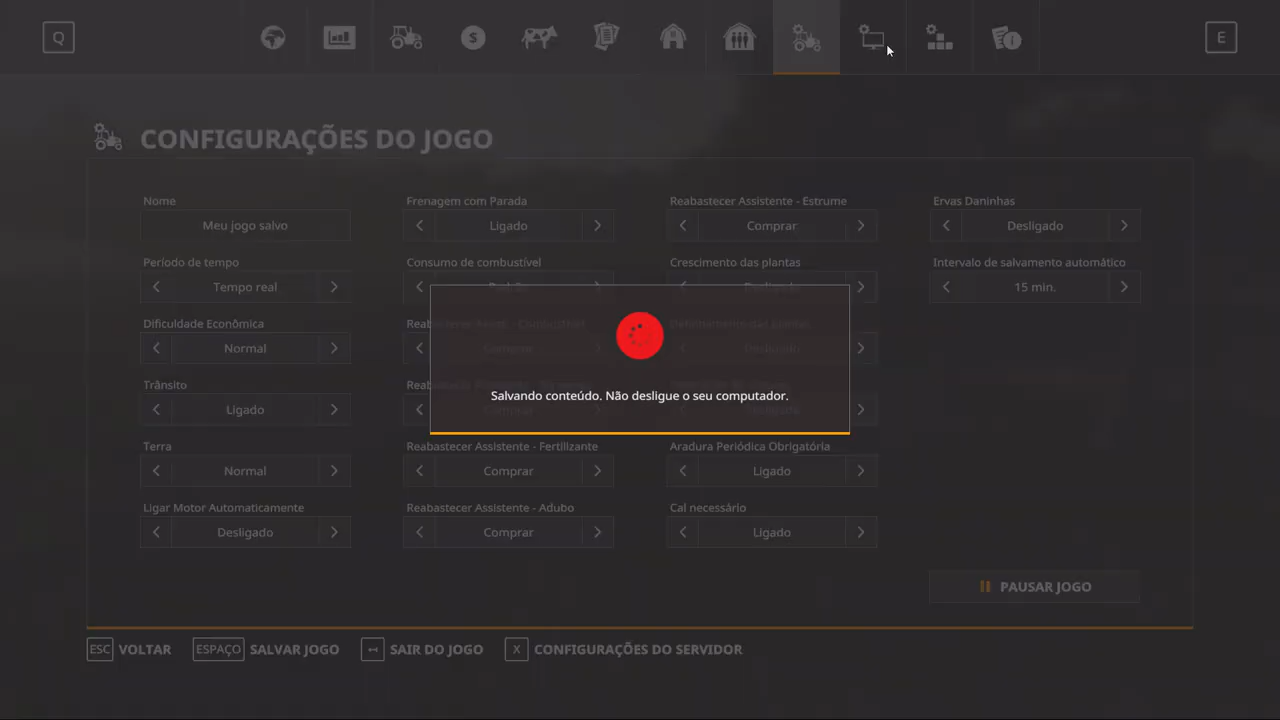 Q
E
CONFIGURAÇÕES DO JOGO
Nome
Meu jogo salvo
Período de tempo
Tempo real
Dificuldade Econômica
Normal
Trânsito
Ligado
Terra
Normal
Ligar Motor Automaticamente
Desligado
Frenagem com Parada
Ligado
Consumo de combustível
Comprar
Reabastecer Assistente - Fertilizante
Comprar
Reabastecer Assistente - Adubo
Comprar
Reabastecer Assistente - Estrume
Comprar
Crescimento das plantas
Desligado
Aradura Periódica Obrigatória
Ligado
Cal necessário
Ligado
Ervas Daninhas
Desligado
Intervalo de salvamento automático
15 min.
Salvando conteúdo. Não desligue o seu computador.
PAUSAR JOGO
ESC VOLTAR
ESPAÇO SALVAR JOGO
SAIR DO JOGO
X CONFIGURAÇÕES DO SERVIDOR